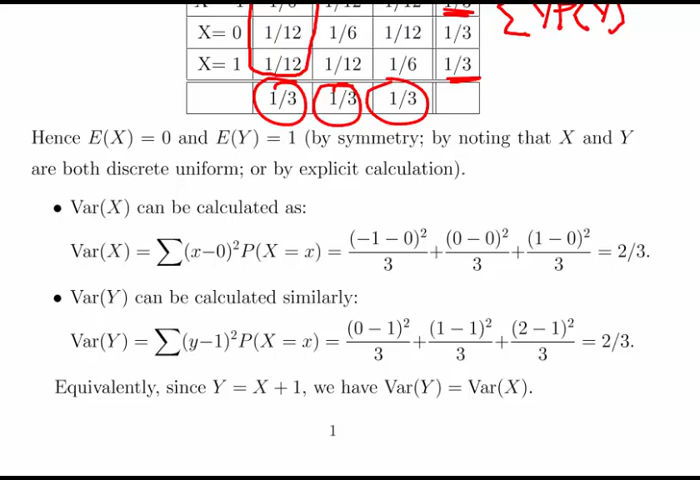 ∑ YP(Y)
X= 0 1/12 1/6 1/12 1/3
X= 1 1/12 1/12 1/6 1/3
1/3 1/3 1/3
Hence E(X) = 0 and E(Y) = 1 (by symmetry; by noting that X and Y
are both discrete uniform; or by explicit calculation).
• Var(X) can be calculated as:
Var(X) = ∑(x−0)²P(X = x) = (−1 − 0)²/3 + (0 − 0)²/3 + (1 − 0)²/3 = 2/3.
• Var(Y) can be calculated similarly:
Var(Y) = ∑(y−1)²P(X = x) = (0 − 1)²/3 + (1 − 1)²/3 + (2 − 1)²/3 = 2/3.
Equivalently, since Y = X + 1, we have Var(Y) = Var(X).
1